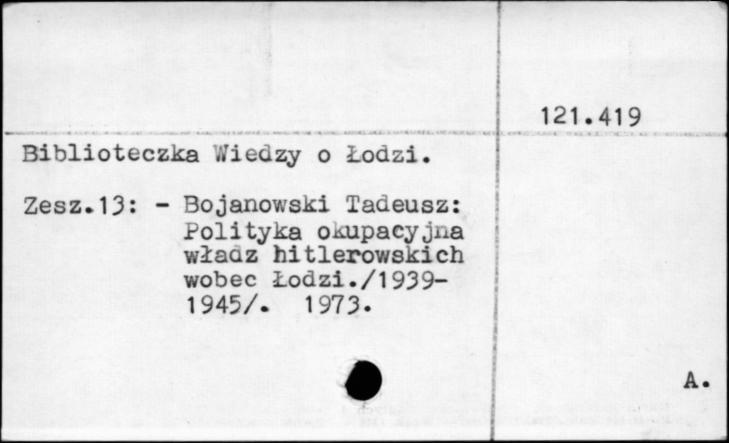 121.419
Biblioteczka Wiedzy o Łodzi.
Zesz.13: - Bojanowski Tadeusz:
Polityka okupacyjna
władz hitlerowskich
wobec Łodzi./1939-
1945/. 1973.
A.